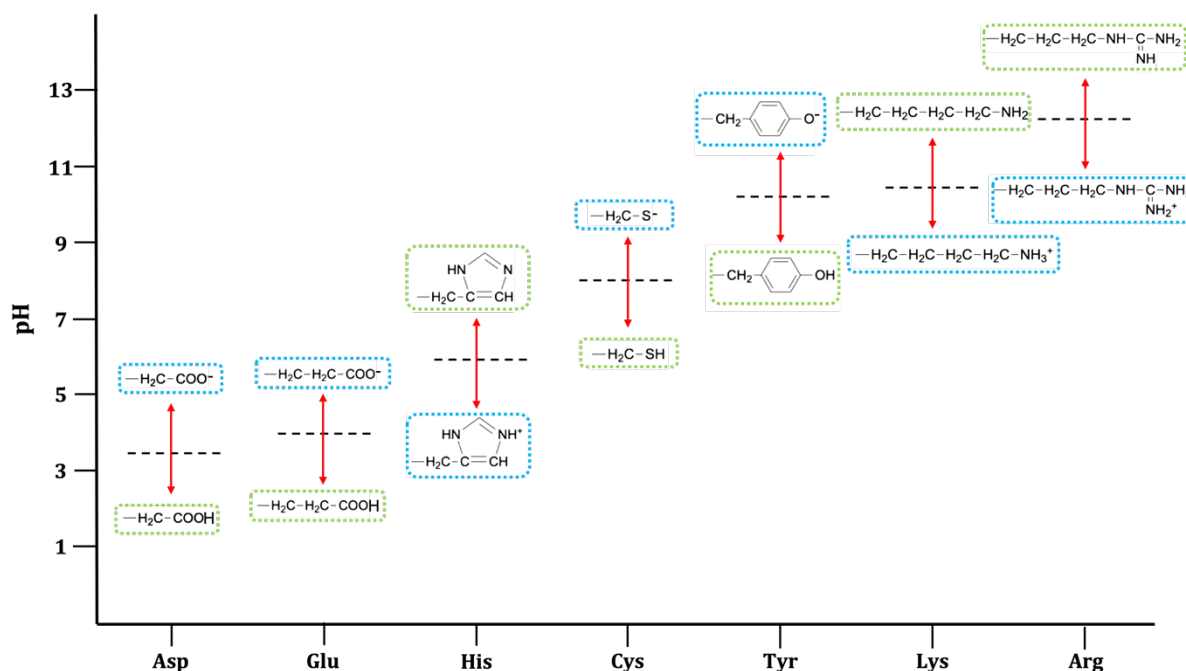 —H₂C-H₂C-H₂C-NH-C-NH₂
NH
13
—CH₂ O⁻
—H₂C-H₂C-H₂C-H₂C-NH₂
11
—H₂C-H₂C-H₂C-NH-C-NH
NH₂⁺
—H₂C-S⁻
9
HN N
—H₂C-C=CH
—CH₂ OH
—H₂C-H₂C-H₂C-H₂C-NH₃⁺
7
—H₂C-SH
pH
—H₂C-COO⁻
—H₂C-H₂C-COO⁻
5
HN NH⁺
—H₂C-C=CH
3
—H₂C-COOH
—H₂C-H₂C-COOH
1
Asp Glu His Cys Tyr Lys Arg